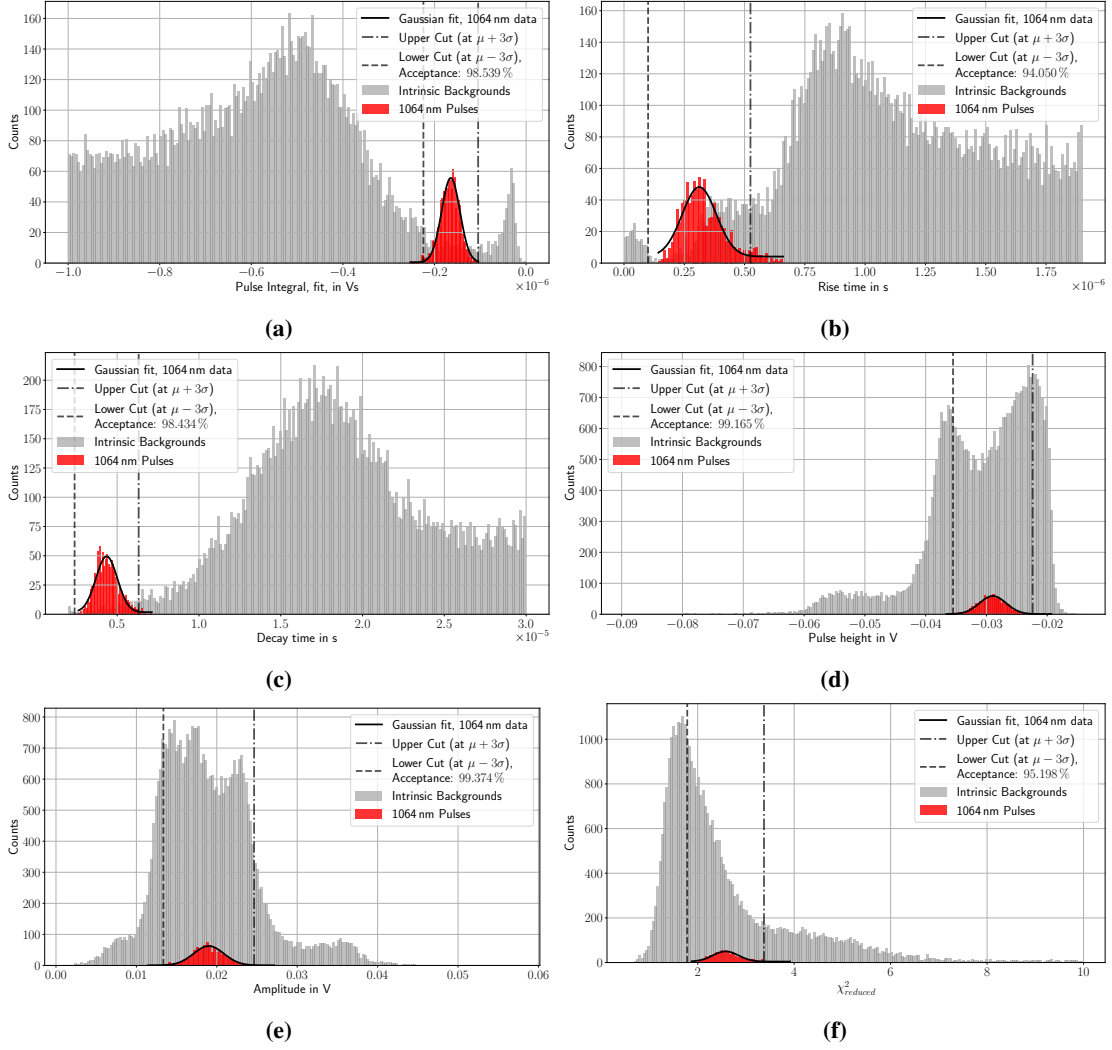 160
140
120
100
80
60
40
20
0
Counts
Gaussian fit, 1064 nm data
Upper Cut (at μ + 3σ)
Lower Cut (at μ − 3σ),
Acceptance: 98.539 %
Intrinsic Backgrounds
1064 nm Pulses
−1.0 −0.8 −0.6 −0.4 −0.2 0.0
Pulse Integral, fit, in Vs
×10⁻⁶
(a)
160
140
120
100
80
60
40
20
0
Counts
Gaussian fit, 1064 nm data
Upper Cut (at μ + 3σ)
Lower Cut (at μ − 3σ),
Acceptance: 94.050 %
Intrinsic Backgrounds
1064 nm Pulses
0.00 0.25 0.50 0.75 1.00 1.25 1.50 1.75
Rise time in s
×10⁻⁶
(b)
200
175
150
125
100
75
50
25
0
Counts
Gaussian fit, 1064 nm data
Upper Cut (at μ + 3σ)
Lower Cut (at μ − 3σ),
Acceptance: 98.434 %
Intrinsic Backgrounds
1064 nm Pulses
0.5 1.0 1.5 2.0 2.5 3.0
Decay time in s
×10⁻⁵
(c)
800
700
600
500
400
300
200
100
0
Counts
Gaussian fit, 1064 nm data
Upper Cut (at μ + 3σ)
Lower Cut (at μ − 3σ),
Acceptance: 99.165 %
Intrinsic Backgrounds
1064 nm Pulses
−0.09 −0.08 −0.07 −0.06 −0.05 −0.04 −0.03 −0.02
Pulse height in V
(d)
800
700
600
500
400
300
200
100
0
Counts
Gaussian fit, 1064 nm data
Upper Cut (at μ + 3σ)
Lower Cut (at μ − 3σ),
Acceptance: 99.374 %
Intrinsic Backgrounds
1064 nm Pulses
0.00 0.01 0.02 0.03 0.04 0.05 0.06
Amplitude in V
(e)
1000
800
600
400
200
0
Counts
Gaussian fit, 1064 nm data
Upper Cut (at μ + 3σ)
Lower Cut (at μ − 3σ),
Acceptance: 95.198 %
Intrinsic Backgrounds
1064 nm Pulses
2 4 6 8 10
χ²reduced
(f)